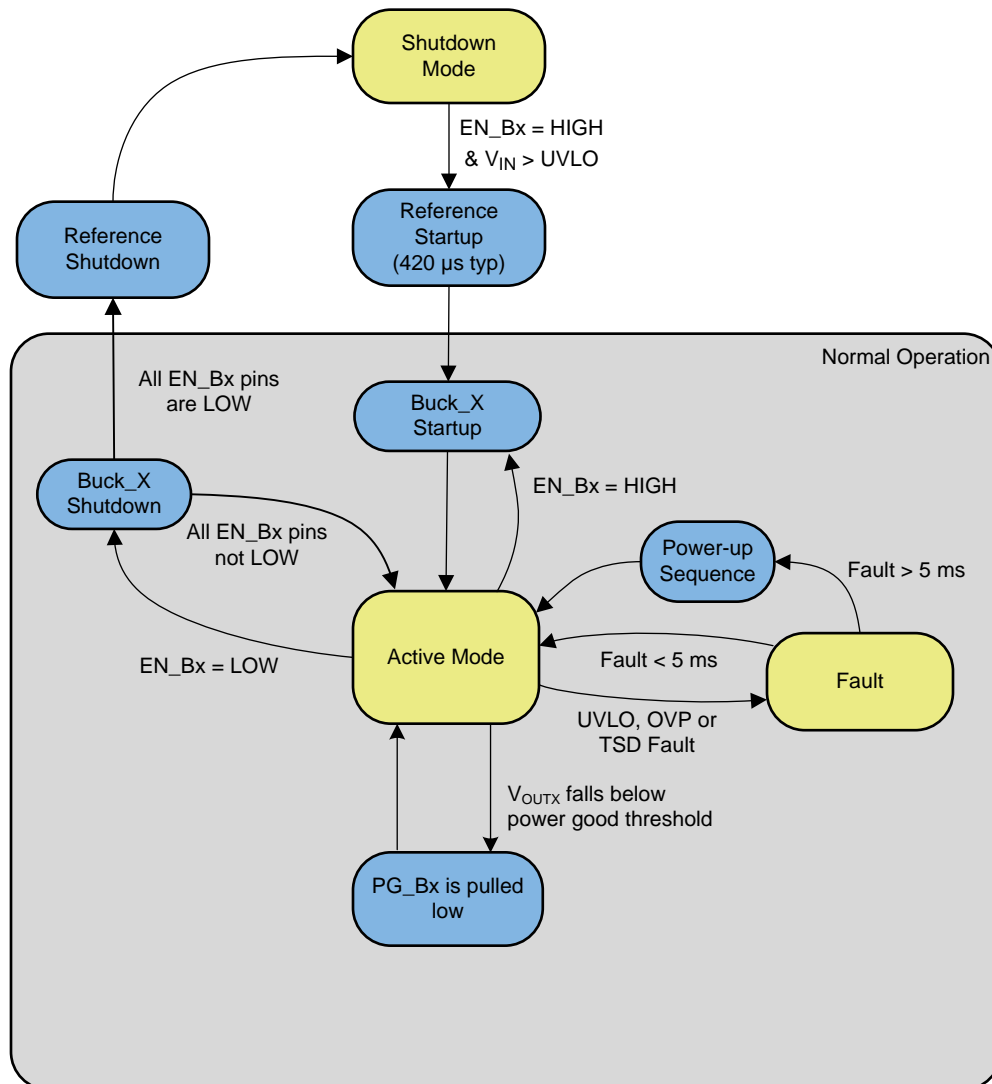 Shutdown
Mode
EN_Bx = HIGH
& VIN > UVLO
Reference
Shutdown
Reference
Startup
(420 µs typ)
Normal Operation
All EN_Bx pins
are LOW
Buck_X
Startup
Buck_X
Shutdown
EN_Bx = HIGH
All EN_Bx pins
not LOW
Power-up
Sequence
Fault > 5 ms
EN_Bx = LOW
Active Mode
Fault < 5 ms
Fault
UVLO, OVP or
TSD Fault
VOUTX falls below
power good threshold
PG_Bx is pulled
low